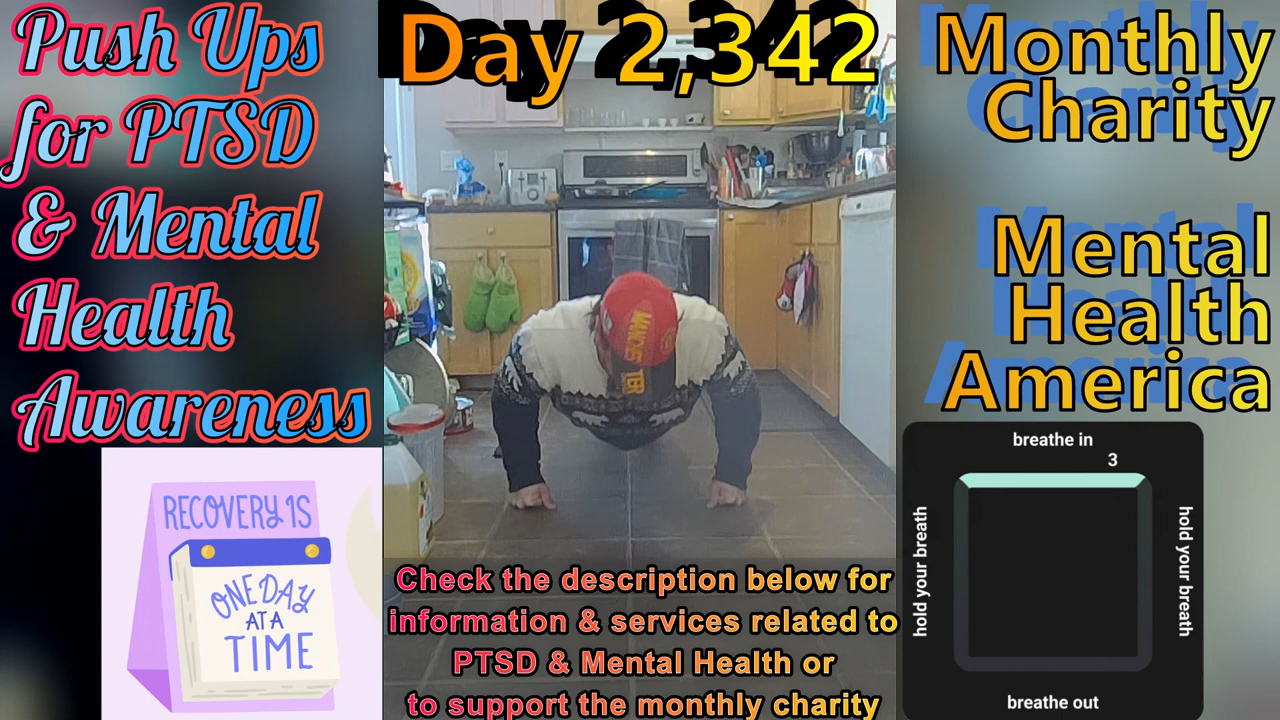 Push Ups
for PTSD
& Mental
Health
Awareness
RECOVERY IS
ONE DAY
AT A
TIME
Day 2,342
MANCHESTER
Check the description below for
information & services related to
PTSD & Mental Health or
to support the monthly charity
Monthly
Charity
Mental
Health
America
breathe in
3
hold your breath
hold your breath
breathe out